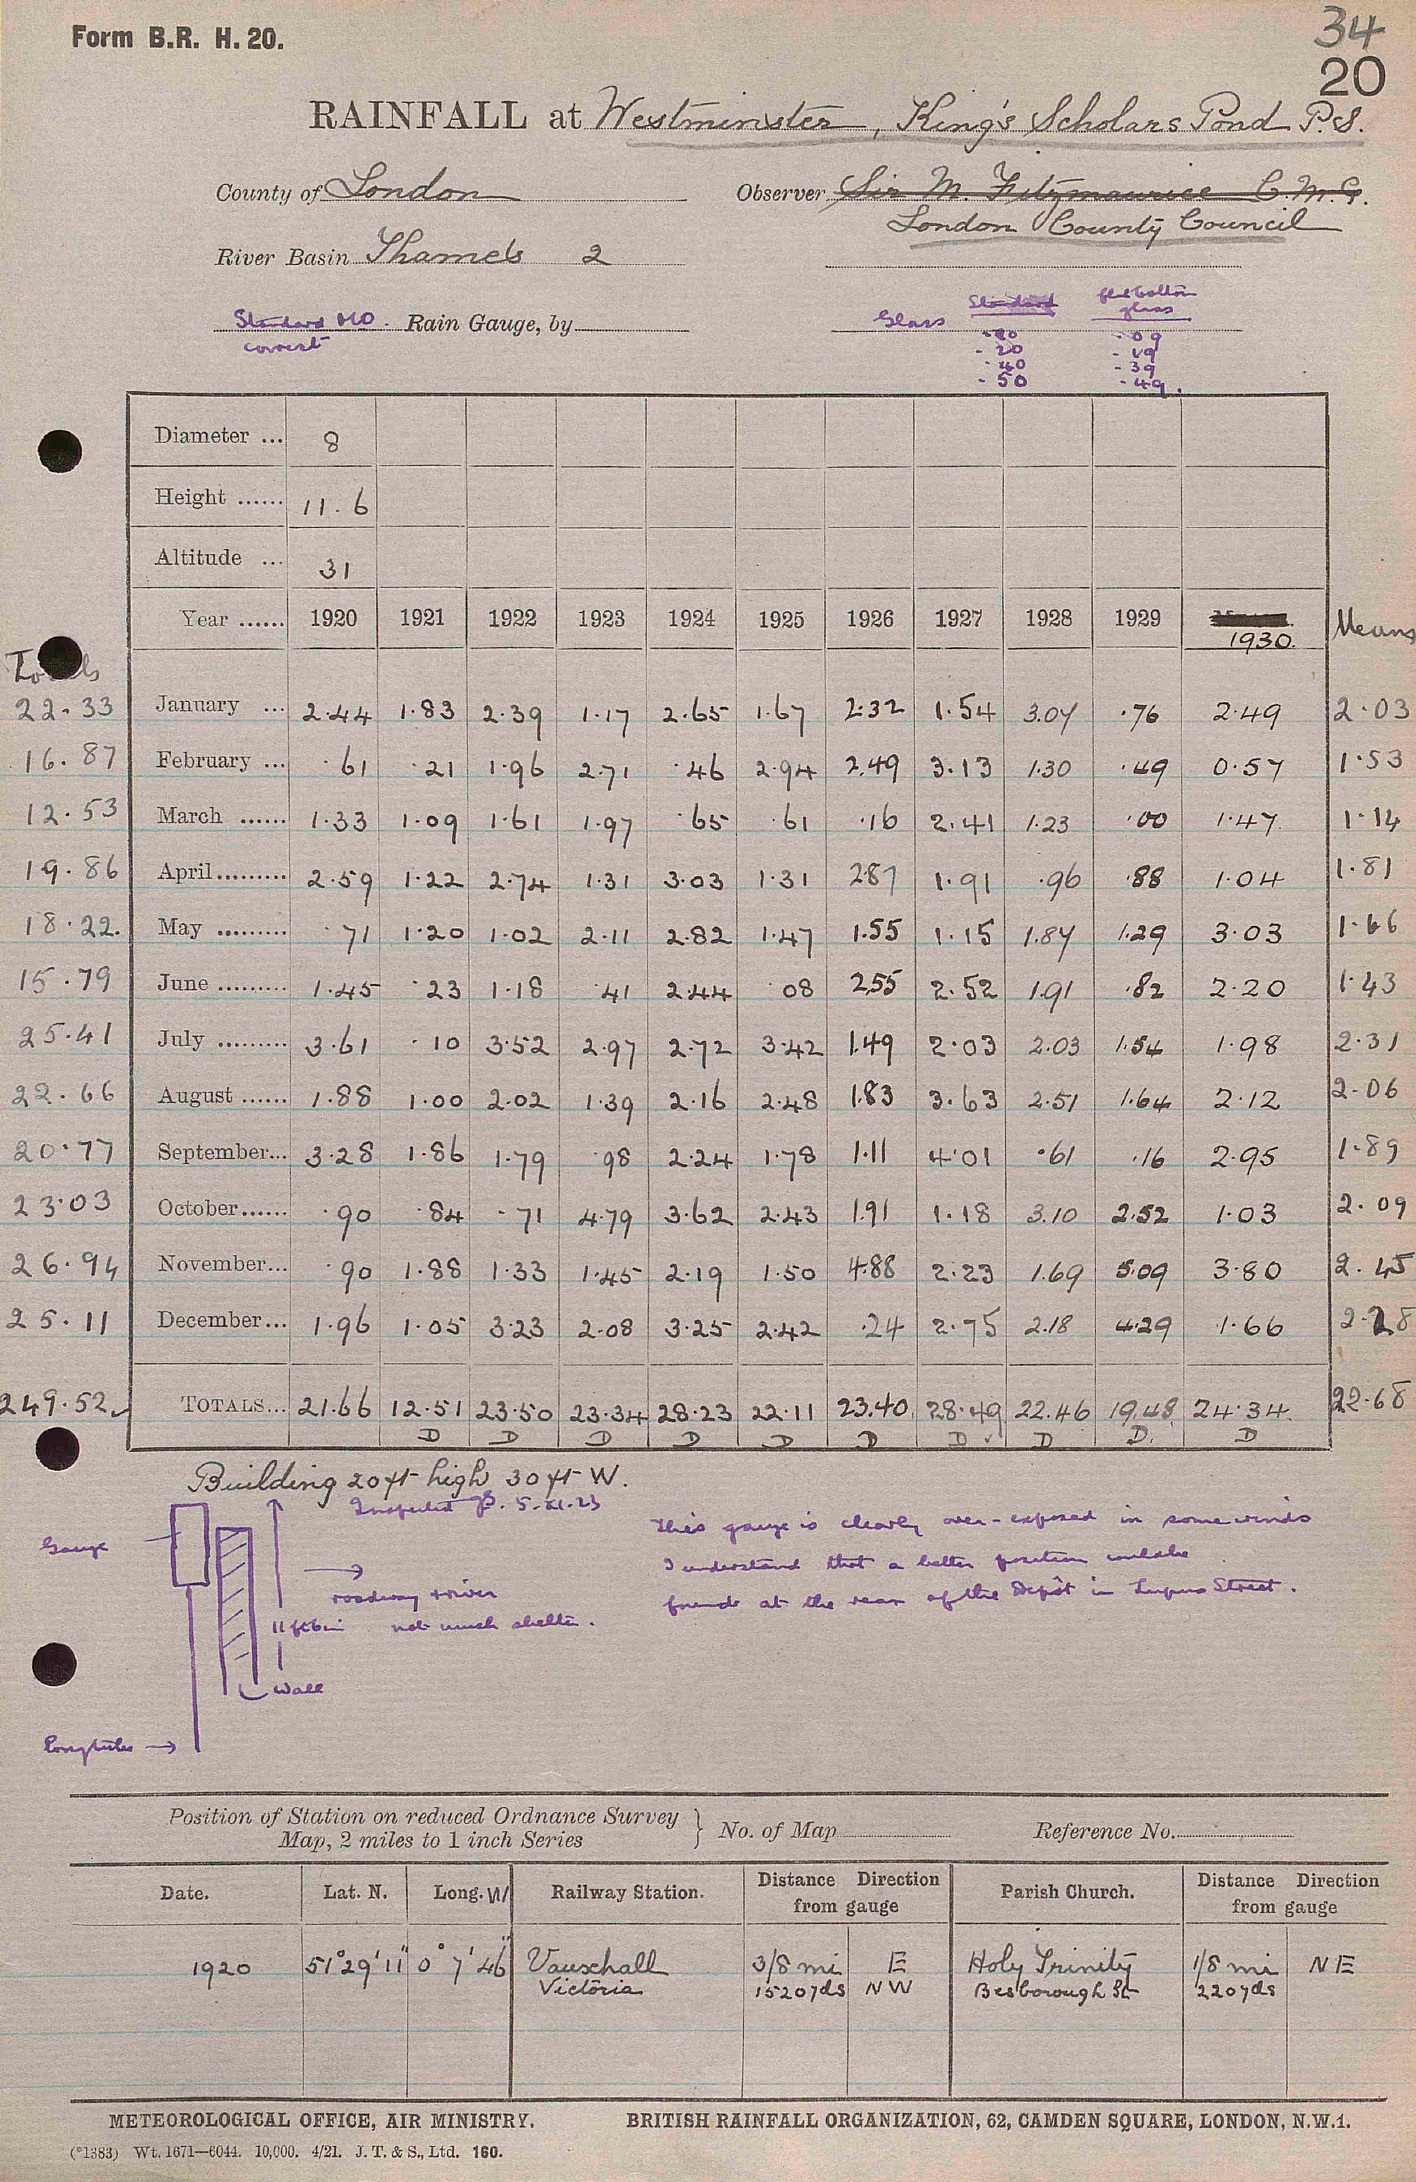 Form B.R. H. 20.
34
20
RAINFALL at Westminster, King's Scholars Pond P.S.
County of London
Observer Sir M. Fitzmaurice C.M.G.
London County Council
River Basin Thames 2
Standard MO. Rain Gauge, by
correct
Glass Standard flat bottom glass
.10 .09
.20 .19
.40 .39
.50 .49.
Diameter ... 8
Height ...... 11.6
Altitude ... 31
Year ...... 1920 1921 1922 1923 1924 1925 1926 1927 1928 1929 1930. Means
Totals
22.33 January ... 2.44 1.83 2.39 1.17 2.65 1.67 2.32 1.54 3.07 .76 2.49 2.03
16.87 February ... .61 .21 1.96 2.71 .46 2.94 2.49 3.13 1.30 .49 0.57 1.53
12.53 March ...... 1.33 1.09 1.61 1.97 .65 .61 .16 2.41 1.23 .00 1.47 1.14
19.86 April ......... 2.59 1.22 2.74 1.31 3.03 1.31 2.87 1.91 .96 .88 1.04 1.81
18.22. May ......... .71 1.20 1.02 2.11 2.82 1.47 1.55 1.15 1.87 1.29 3.03 1.66
15.79 June ......... 1.45 .23 1.18 .41 2.44 .08 2.55 2.52 1.91 .82 2.20 1.43
25.41 July ......... 3.61 .10 3.52 2.97 2.72 3.42 1.49 2.03 2.03 1.54 1.98 2.31
22.66 August ...... 1.88 1.00 2.02 1.39 2.16 2.48 1.83 3.63 2.51 1.64 2.12 2.06
20.77 September... 3.28 1.86 1.79 .98 2.24 1.78 1.11 4.01 .61 .16 2.95 1.89
23.03 October...... .90 .84 .71 4.79 3.62 2.43 1.91 1.18 3.10 2.52 1.03 2.09
26.94 November... .90 1.88 1.33 1.45 2.19 1.50 4.88 2.23 1.69 5.09 3.80 2.45
25.11 December... 1.96 1.05 3.23 2.08 3.25 2.42 .24 2.75 2.18 4.29 1.66 2.28
249.52 TOTALS... 21.66 12.51 23.50 23.34 28.23 22.11 23.40 28.49 22.46 19.48 24.34 22.68
D D D D D D D ✓ D D. D
Building 20 ft high 30 ft W.
Inspected 5.XI.23
Gauge
roadway & river
11ft 6in not much shelter.
Wall
Long tube →
This gauge is clearly over-exposed in some winds
I understand that a better position could be
found at the rear of the Depôt in Lupus Street.
Position of Station on reduced Ordnance Survey
Map, 2 miles to 1 inch Series } No. of Map Reference No.
Date. Lat. N. Long. W Railway Station. Distance Direction from gauge Parish Church. Distance Direction from gauge
1920 51° 29' 11" 0° 7' 46" Vauxhall 3/8 mi E Holy Trinity 1/8 mi NE
Victoria 1520 yds NW Besborough St 220 yds
METEOROLOGICAL OFFICE, AIR MINISTRY. BRITISH RAINFALL ORGANIZATION, 62, CAMDEN SQUARE, LONDON, N.W.1.
(*1383) Wt. 1671—6044. 10,000. 4/21. J. T. & S., Ltd. 160.